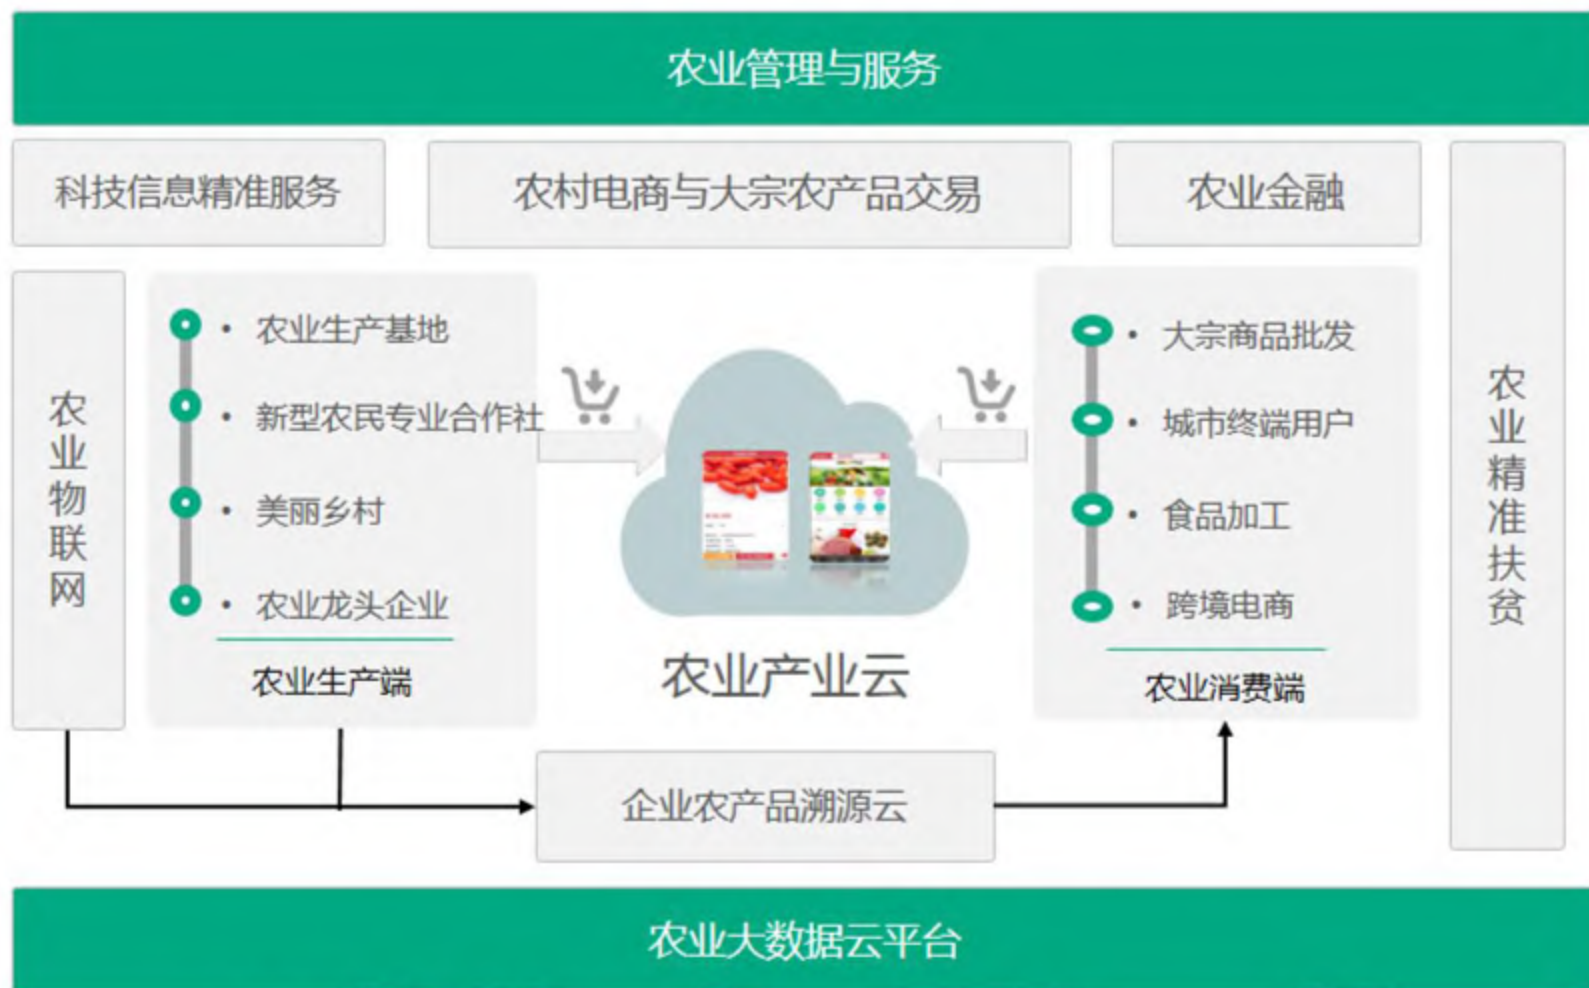 农业管理与服务
科技信息精准服务
农村电商与大宗农产品交易
农业金融
农业物联网
• 农业生产基地
• 新型农民专业合作社
• 美丽乡村
• 农业龙头企业
农业生产端
农业产业云
• 大宗商品批发
• 城市终端用户
• 食品加工
• 跨境电商
农业消费端
农业精准扶贫
企业农产品溯源云
农业大数据云平台